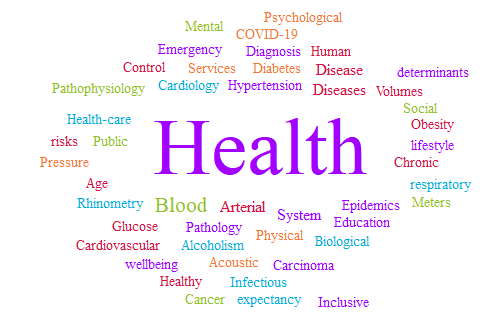 Psychological
Mental
COVID-19
Emergency Diagnosis Human
Control Services Diabetes Disease determinants
Pathophysiology Cardiology Hypertension Diseases Volumes
Social
Health-care Obesity
risks Public Health lifestyle
Pressure Chronic
Age respiratory
Rhinometry Blood Arterial Epidemics Meters
System
Glucose Pathology Education
Physical
Cardiovascular Alcoholism Biological
wellbeing Acoustic Carcinoma
Healthy Infectious
Cancer expectancy Inclusive